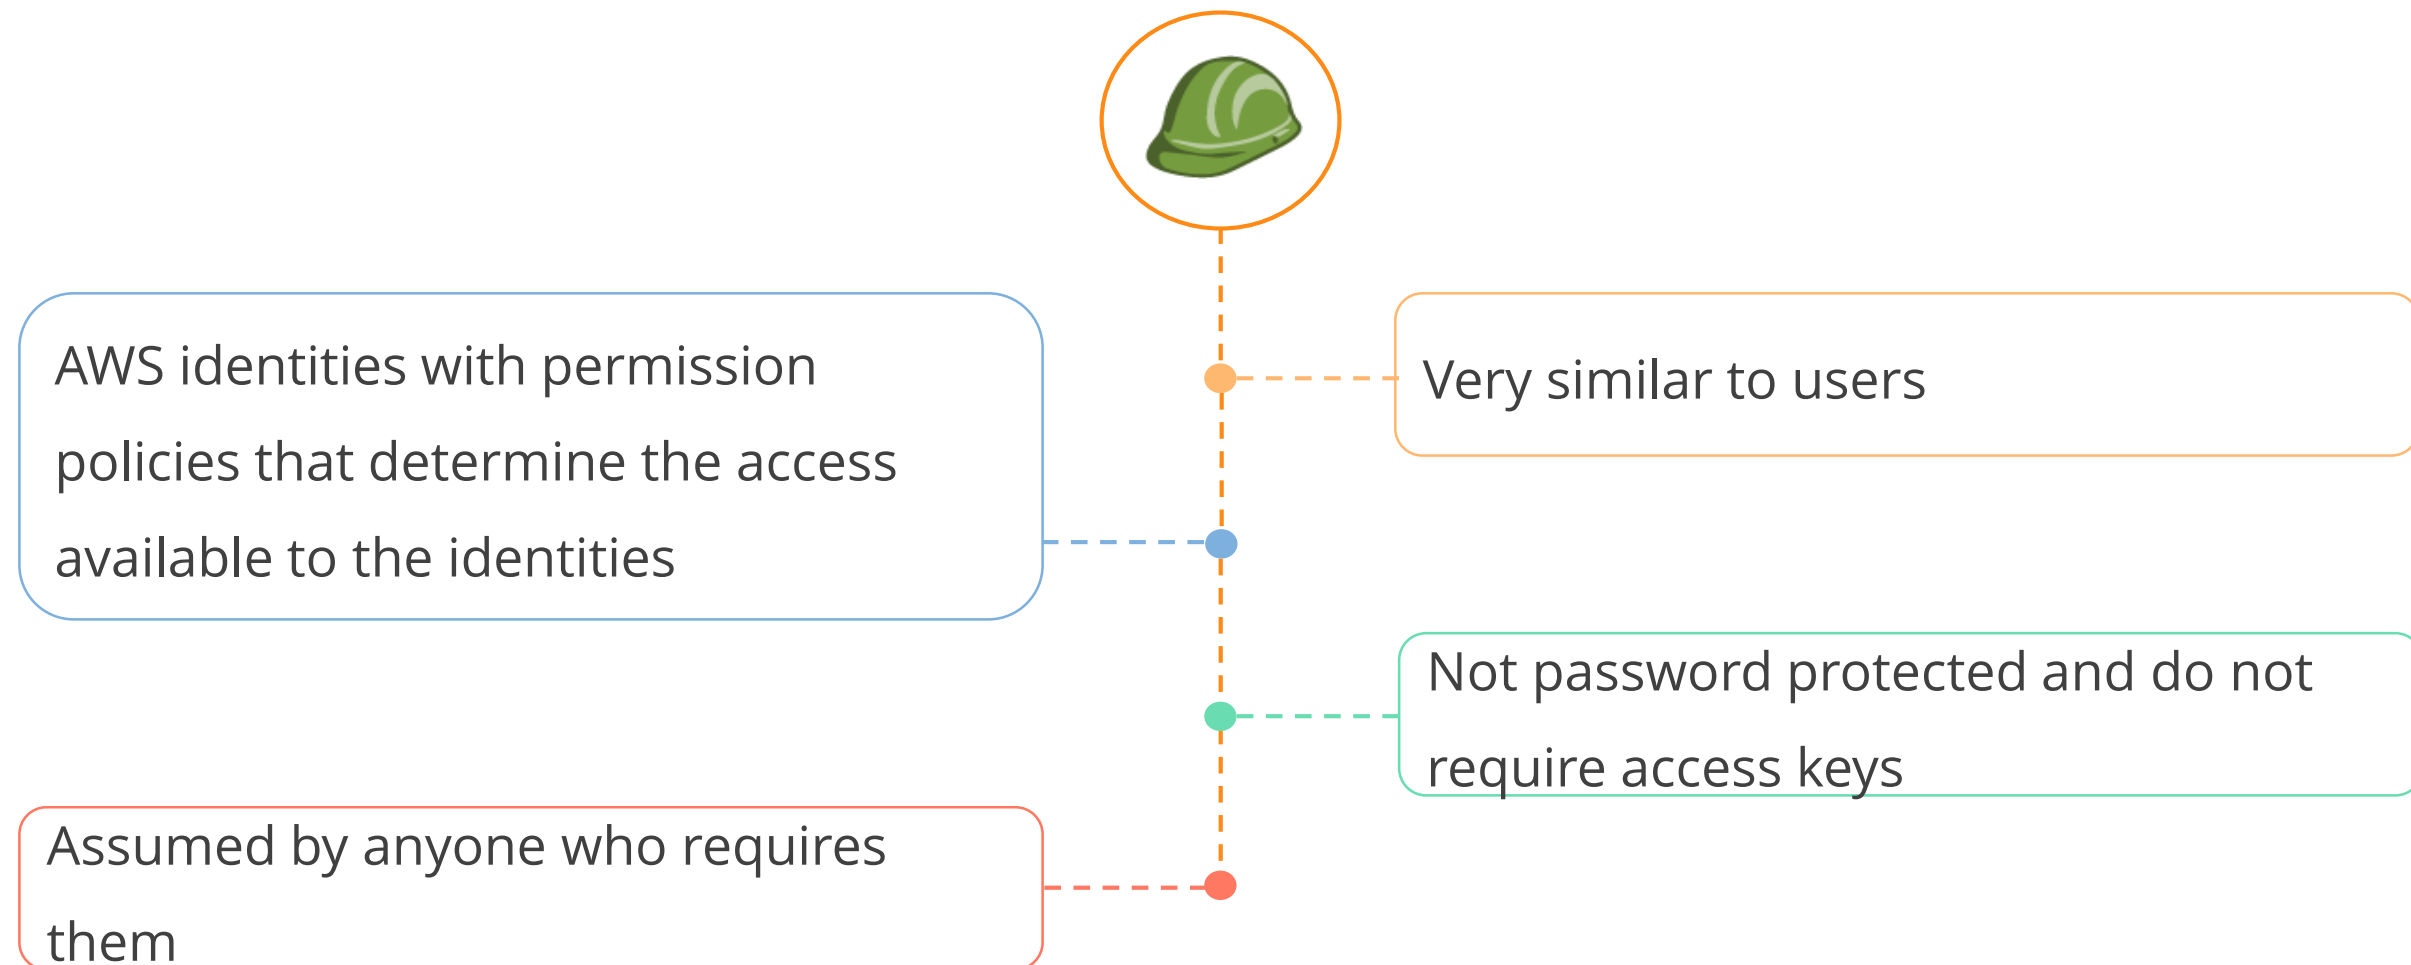 AWS identities with permission
policies that determine the access
available to the identities
Very similar to users
Not password protected and do not
require access keys
Assumed by anyone who requires
them